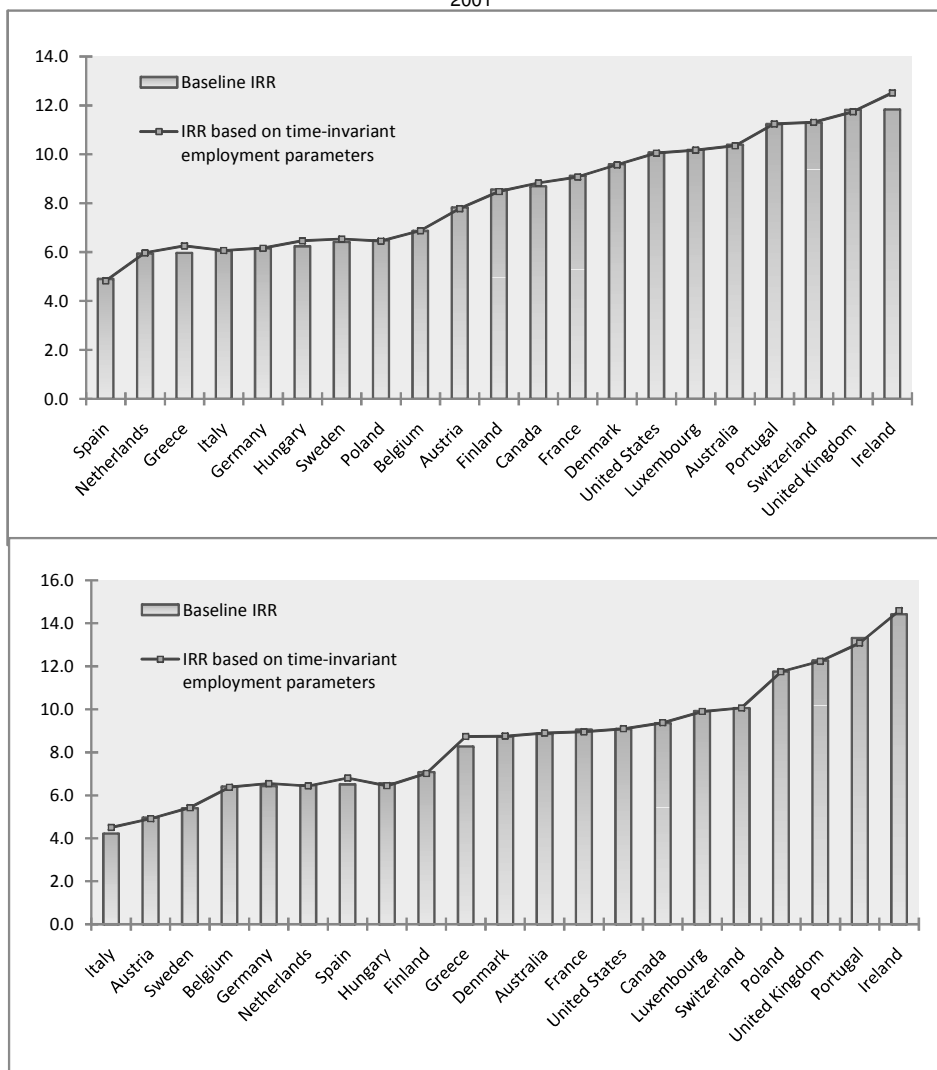 2001
14.0
12.0
10.0
8.0
6.0
4.0
2.0
0.0
Baseline IRR
IRR based on time-invariant
employment parameters
Spain
Netherlands
Greece
Italy
Germany
Hungary
Sweden
Poland
Belgium
Austria
Finland
Canada
France
Denmark
United States
Luxembourg
Australia
Portugal
Switzerland
United Kingdom
Ireland
16.0
14.0
12.0
10.0
8.0
6.0
4.0
2.0
0.0
Baseline IRR
IRR based on time-invariant
employment parameters
Italy
Austria
Sweden
Belgium
Germany
Netherlands
Spain
Hungary
Finland
Greece
Denmark
Australia
France
United States
Canada
Luxembourg
Switzerland
Poland
United Kingdom
Portugal
Ireland